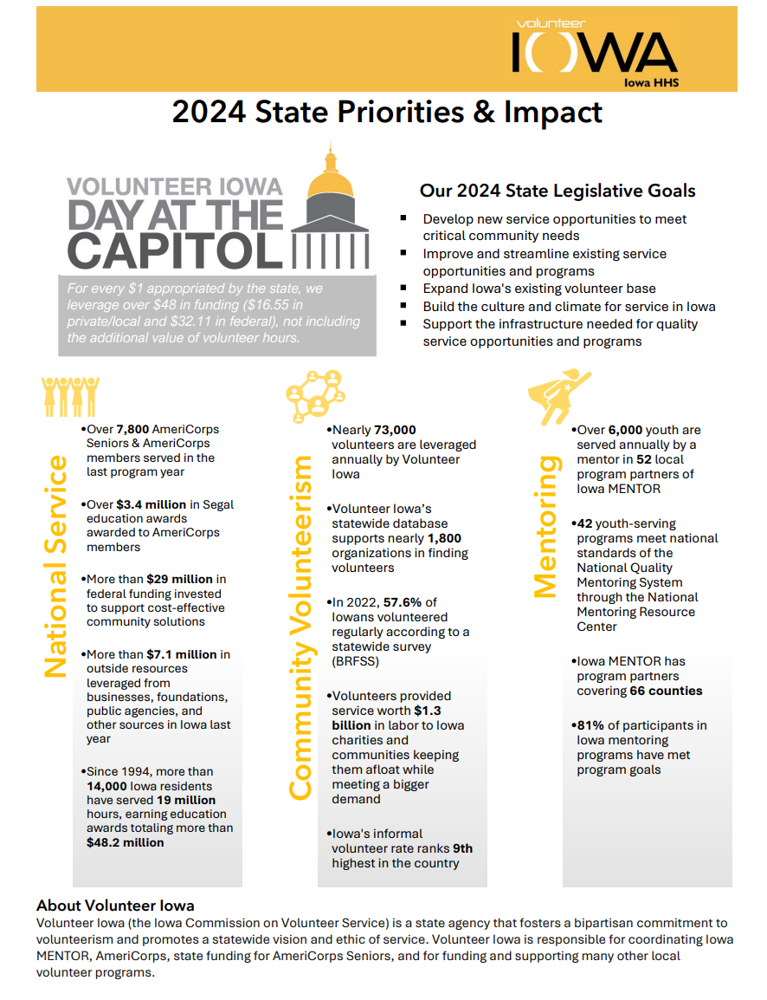 volunteer
IOWA
Iowa HHS
2024 State Priorities & Impact
VOLUNTEER IOWA
DAY AT THE
CAPITOL
For every $1 appropriated by the state, we
leverage over $48 in funding ($16.55 in
private/local and $32.11 in federal), not including
the additional value of volunteer hours.
Our 2024 State Legislative Goals
▪ Develop new service opportunities to meet
critical community needs
▪ Improve and streamline existing service
opportunities and programs
▪ Expand Iowa's existing volunteer base
▪ Build the culture and climate for service in Iowa
▪ Support the infrastructure needed for quality
service opportunities and programs
National Service
•Over 7,800 AmeriCorps
Seniors & AmeriCorps
members served in the
last program year
•Over $3.4 million in Segal
education awards
awarded to AmeriCorps
members
•More than $29 million in
federal funding invested
to support cost-effective
community solutions
•More than $7.1 million in
outside resources
leveraged from
businesses, foundations,
public agencies, and
other sources in Iowa last
year
•Since 1994, more than
14,000 Iowa residents
have served 19 million
hours, earning education
awards totaling more than
$48.2 million
Community Volunteerism
•Nearly 73,000
volunteers are leveraged
annually by Volunteer
Iowa
•Volunteer Iowa's
statewide database
supports nearly 1,800
organizations in finding
volunteers
•In 2022, 57.6% of
Iowans volunteered
regularly according to a
statewide survey
(BRFSS)
•Volunteers provided
service worth $1.3
billion in labor to Iowa
charities and
communities keeping
them afloat while
meeting a bigger
demand
•Iowa's informal
volunteer rate ranks 9th
highest in the country
Mentoring
•Over 6,000 youth are
served annually by a
mentor in 52 local
program partners of
Iowa MENTOR
•42 youth-serving
programs meet national
standards of the
National Quality
Mentoring System
through the National
Mentoring Resource
Center
•Iowa MENTOR has
program partners
covering 66 counties
•81% of participants in
Iowa mentoring
programs have met
program goals
About Volunteer Iowa
Volunteer Iowa (the Iowa Commission on Volunteer Service) is a state agency that fosters a bipartisan commitment to
volunteerism and promotes a statewide vision and ethic of service. Volunteer Iowa is responsible for coordinating Iowa
MENTOR, AmeriCorps, state funding for AmeriCorps Seniors, and for funding and supporting many other local
volunteer programs.